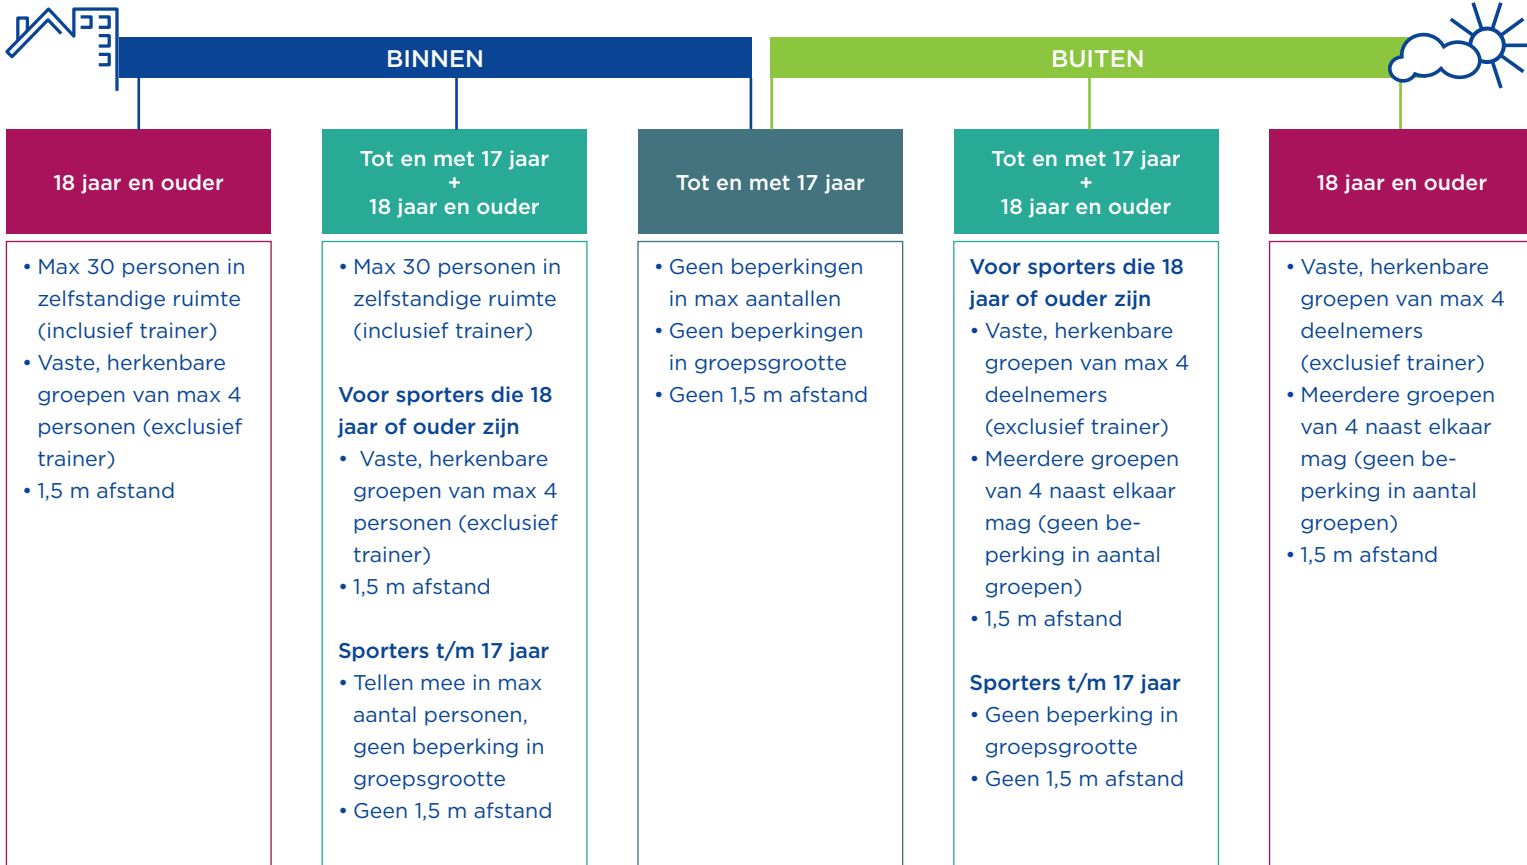 BINNEN
BUITEN
18 jaar en ouder
• Max 30 personen in
zelfstandige ruimte
(inclusief trainer)
• Vaste, herkenbare
groepen van max 4
personen (exclusief
trainer)
• 1,5 m afstand
Tot en met 17 jaar
+
18 jaar en ouder
• Max 30 personen in
zelfstandige ruimte
(inclusief trainer)
Voor sporters die 18
jaar of ouder zijn
• Vaste, herkenbare
groepen van max 4
personen (exclusief
trainer)
• 1,5 m afstand
Sporters t/m 17 jaar
• Tellen mee in max
aantal personen,
geen beperking in
groepsgrootte
• Geen 1,5 m afstand
Tot en met 17 jaar
• Geen beperkingen
in max aantallen
• Geen beperkingen
in groepsgrootte
• Geen 1,5 m afstand
Tot en met 17 jaar
+
18 jaar en ouder
Voor sporters die 18
jaar of ouder zijn
• Vaste, herkenbare
groepen van max 4
deelnemers
(exclusief trainer)
• Meerdere groepen
van 4 naast elkaar
mag (geen be-
perking in aantal
groepen)
• 1,5 m afstand
Sporters t/m 17 jaar
• Geen beperking in
groepsgrootte
• Geen 1,5 m afstand
18 jaar en ouder
• Vaste, herkenbare
groepen van max 4
deelnemers
(exclusief trainer)
• Meerdere groepen
van 4 naast elkaar
mag (geen be-
perking in aantal
groepen)
• 1,5 m afstand